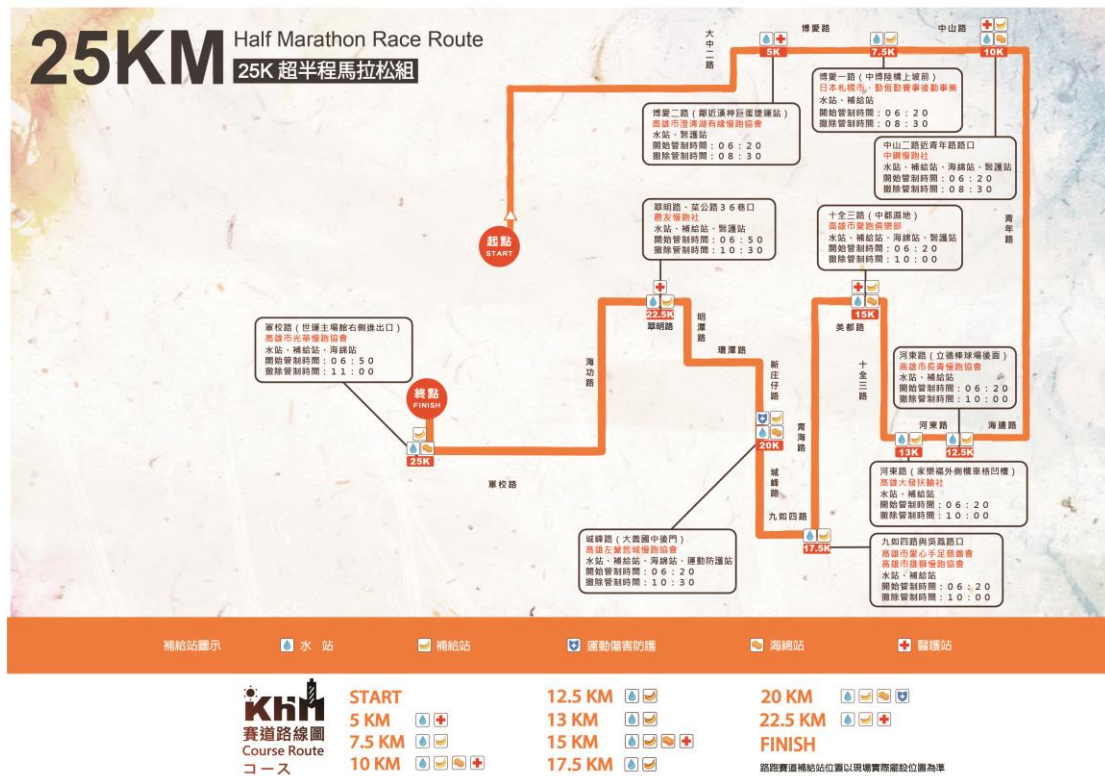 25KM
Half Marathon Race Route
25K 超半程馬拉松組
大中二路
博愛路
中山路
5K
7.5K
10K
博愛二路（鄰近漢神巨蛋捷運站）
高雄市澄清湖有緣慢跑協會
水站、醫護站
開始管制時間：06：20
撤除管制時間：08：30
博愛一路（中博陸橋上坡前）
日本札幌市、動恆動賽事後勤事業
水站、補給站
開始管制時間：06：20
撤除管制時間：08：30
中山二路近青年路路口
中鋼慢跑社
水站、補給站、海綿站、醫護站
開始管制時間：06：20
撤除管制時間：08：30
青年路
起點
START
翠明路、菜公路36巷口
農友慢跑社
水站、補給站、醫護站
開始管制時間：06：50
撤除管制時間：10：30
十全三路（中都濕地）
高雄市愛跑俱樂部
水站、補給站、海綿站、醫護站
開始管制時間：06：20
撤除管制時間：10：00
22.5K
翠明路
明潭路
環潭路
15K
美都路
軍校路（世運主場館右側進出口）
高雄市光華慢跑協會
水站、補給站、海綿站
開始管制時間：06：50
撤除管制時間：11：00
海功路
新庄仔路
十全三路
河東路（立德棒球場後面）
高雄市長青慢跑協會
水站、補給站
開始管制時間：06：20
撤除管制時間：10：00
終點
FINISH
25K
軍校路
20K
青海路
城峰路
河東路
海邊路
13K
12.5K
河東路（家樂福外側機車格凹槽）
高雄大發扶輪社
水站、補給站
開始管制時間：06：20
撤除管制時間：10：00
九如四路
17.5K
城峰路（大義國中後門）
高雄左營舊城慢跑協會
水站、補給站、海綿站、運動防護站
開始管制時間：06：20
撤除管制時間：10：30
九如四路與吳鳳路口
高雄市愛心手足慈善會
高雄市雄獅慢跑協會
水站、補給站
開始管制時間：06：20
撤除管制時間：10：00
補給站圖示
水 站
補給站
運動傷害防護
海綿站
醫護站
KHM
賽道路線圖
Course Route
コース
START
5 KM
7.5 KM
10 KM
12.5 KM
13 KM
15 KM
17.5 KM
20 KM
22.5 KM
FINISH
路跑賽道補給站位置以現場實際擺設位置為準